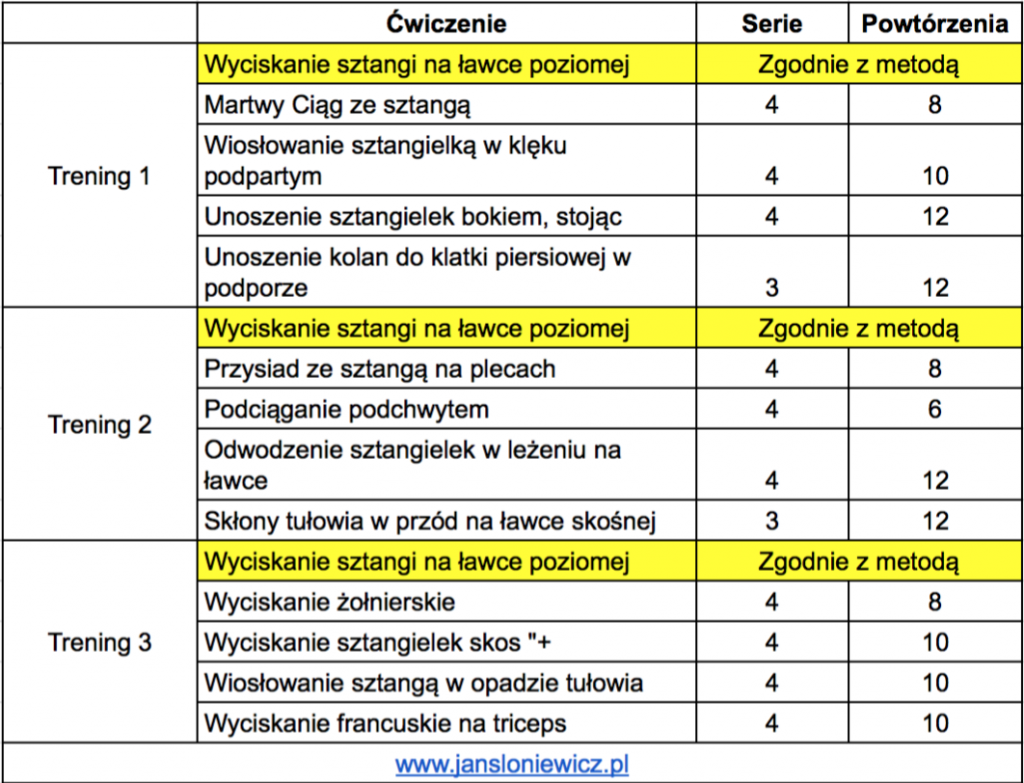 Ćwiczenie Serie Powtórzenia
Trening 1
Wyciskanie sztangi na ławce poziomej Zgodnie z metodą
Martwy Ciąg ze sztangą 4 8
Wiosłowanie sztangielką w klęku
podpartym 4 10
Unoszenie sztangielek bokiem, stojąc 4 12
Unoszenie kolan do klatki piersiowej w
podporze 3 12
Trening 2
Wyciskanie sztangi na ławce poziomej Zgodnie z metodą
Przysiad ze sztangą na plecach 4 8
Podciąganie podchwytem 4 6
Odwodzenie sztangielek w leżeniu na
ławce 4 12
Skłony tułowia w przód na ławce skośnej 3 12
Trening 3
Wyciskanie sztangi na ławce poziomej Zgodnie z metodą
Wyciskanie żołnierskie 4 8
Wyciskanie sztangielek skos "+ 4 10
Wiosłowanie sztangą w opadzie tułowia 4 10
Wyciskanie francuskie na triceps 4 10
www.jansloniewicz.pl